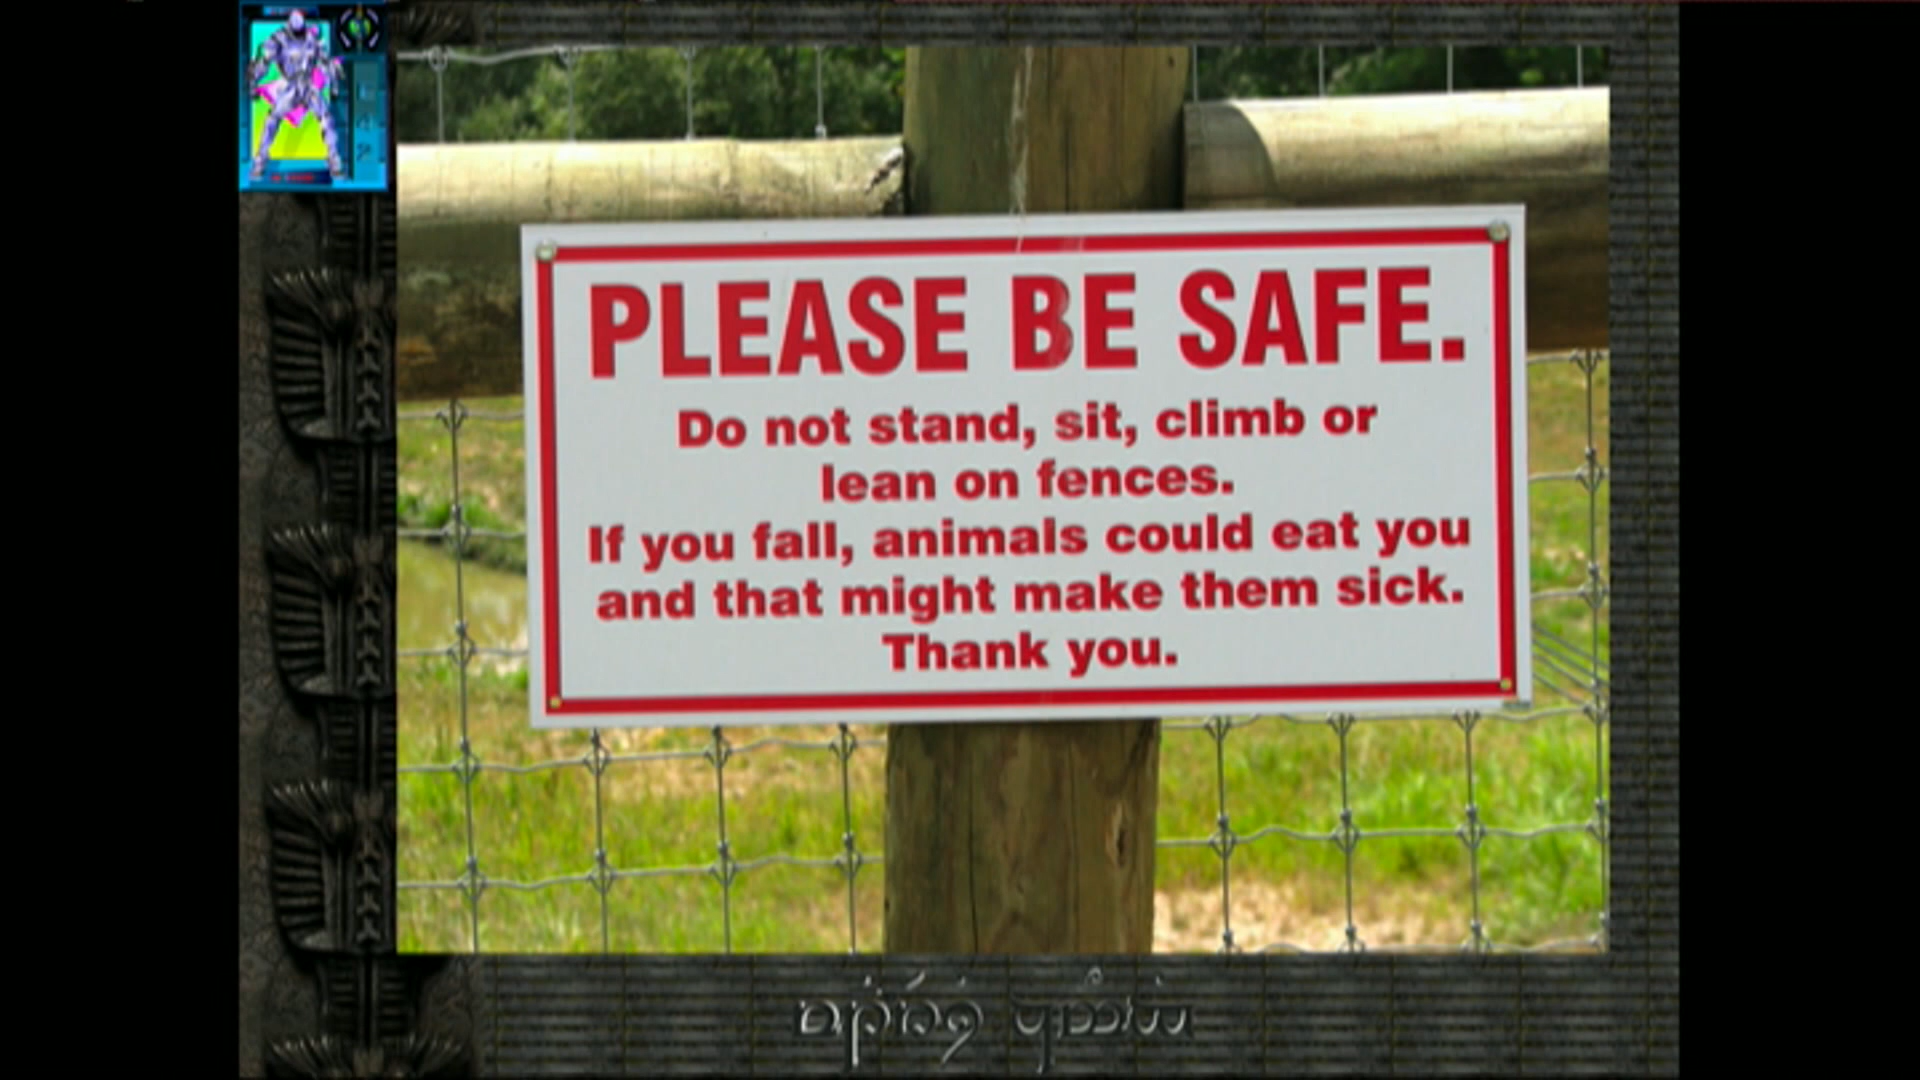 PLEASE BE SAFE.
Do not stand, sit, climb or
lean on fences.
If you fall, animals could eat you
and that might make them sick.
Thank you.